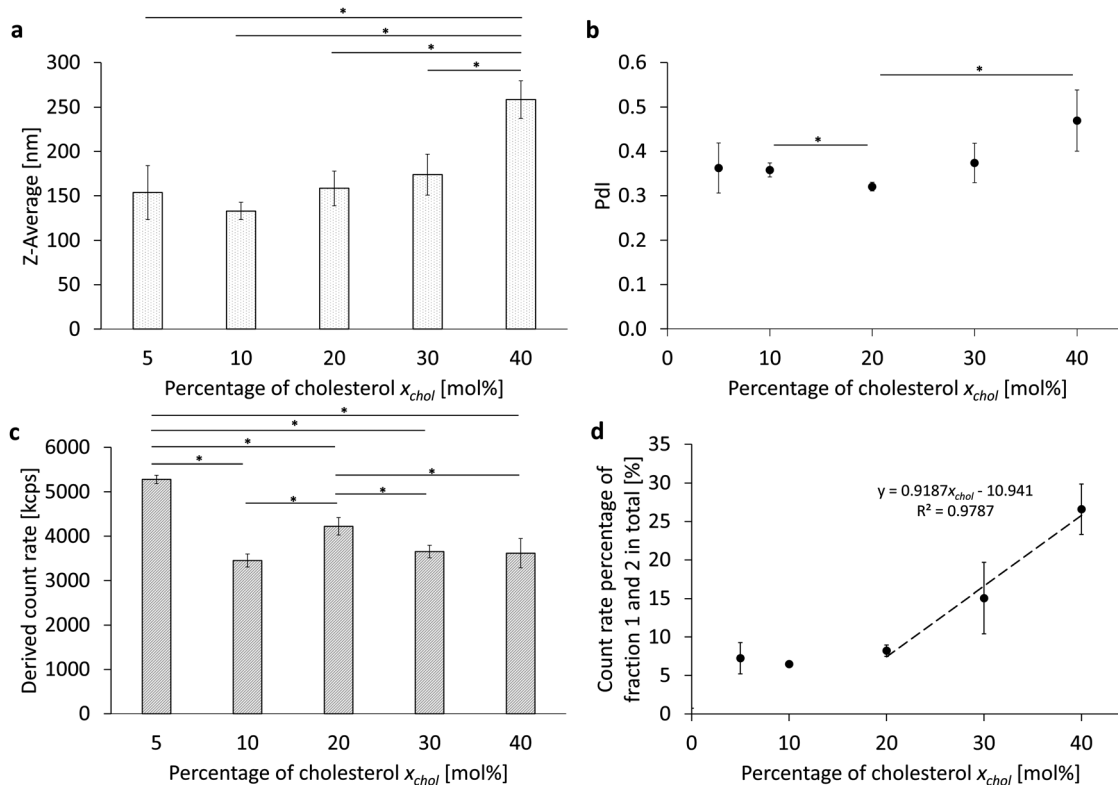 a
*
*
*
*
300
250
200
150
100
50
0
Z-Average [nm]
5 10 20 30 40
Percentage of cholesterol x_chol [mol%]
b
*
*
0.6
0.5
0.4
0.3
0.2
0.1
0.0
PdI
0 10 20 30 40
Percentage of cholesterol x_chol [mol%]
c
*
*
*
*
*
*
*
6000
5000
4000
3000
2000
1000
0
Derived count rate [kcps]
5 10 20 30 40
Percentage of cholesterol x_chol [mol%]
d
35
30
25
20
15
10
5
0
Count rate percentage of
fraction 1 and 2 in total [%]
y = 0.9187x_chol - 10.941
R² = 0.9787
0 10 20 30 40
Percentage of cholesterol x_chol [mol%]